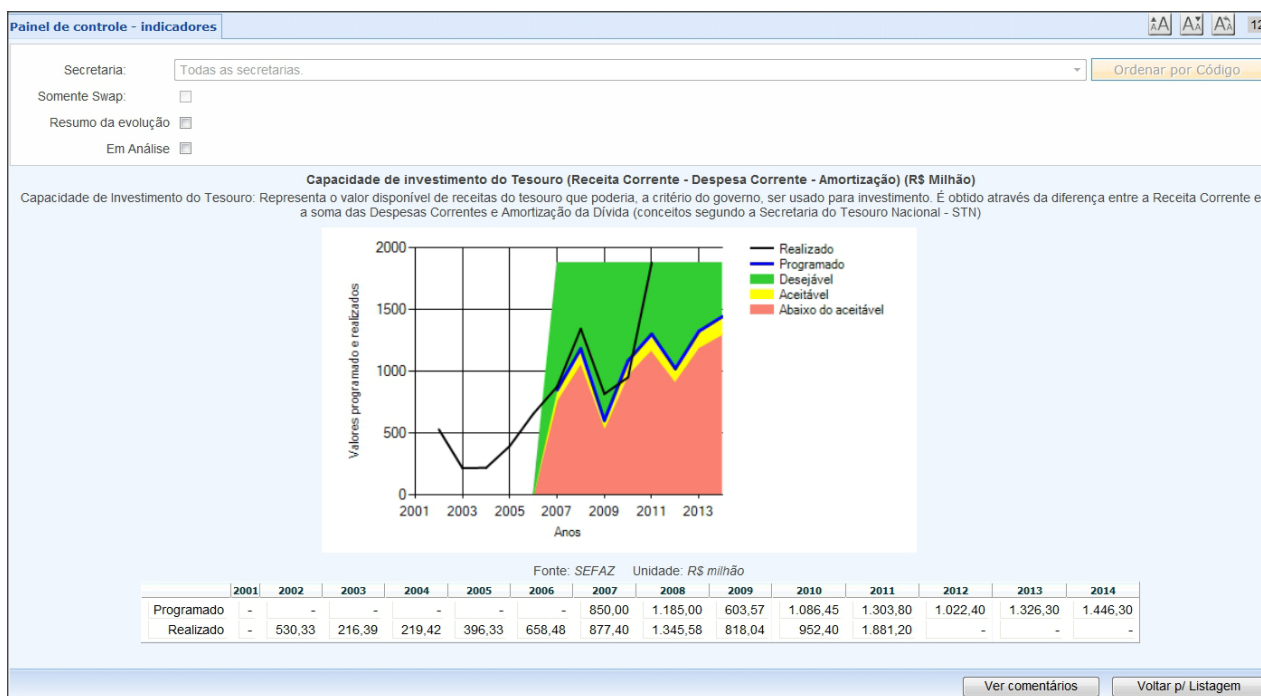 Painel de controle - indicadores
AA AA AA 12
Secretaria: Todas as secretarias. Ordenar por Código
Somente Swap:
Resumo da evolução
Em Análise
Capacidade de investimento do Tesouro (Receita Corrente - Despesa Corrente - Amortização) (R$ Milhão)
Capacidade de Investimento do Tesouro: Representa o valor disponível de receitas do tesouro que poderia, a critério do governo, ser usado para investimento. É obtido através da diferença entre a Receita Corrente e
a soma das Despesas Correntes e Amortização da Dívida (conceitos segundo a Secretaria do Tesouro Nacional - STN)
Valores programado e realizados
2000
1500
1000
500
0
2001 2003 2005 2007 2009 2011 2013
Anos
Realizado
Programado
Desejável
Aceitável
Abaixo do aceitável
Fonte: SEFAZ Unidade: R$ milhão
2001 2002 2003 2004 2005 2006 2007 2008 2009 2010 2011 2012 2013 2014
Programado - - - - - - 850,00 1.185,00 603,57 1.086,45 1.303,80 1.022,40 1.326,30 1.446,30
Realizado - 530,33 216,39 219,42 396,33 658,48 877,40 1.345,58 818,04 952,40 1.881,20 - - -
Ver comentários Voltar p/ Listagem